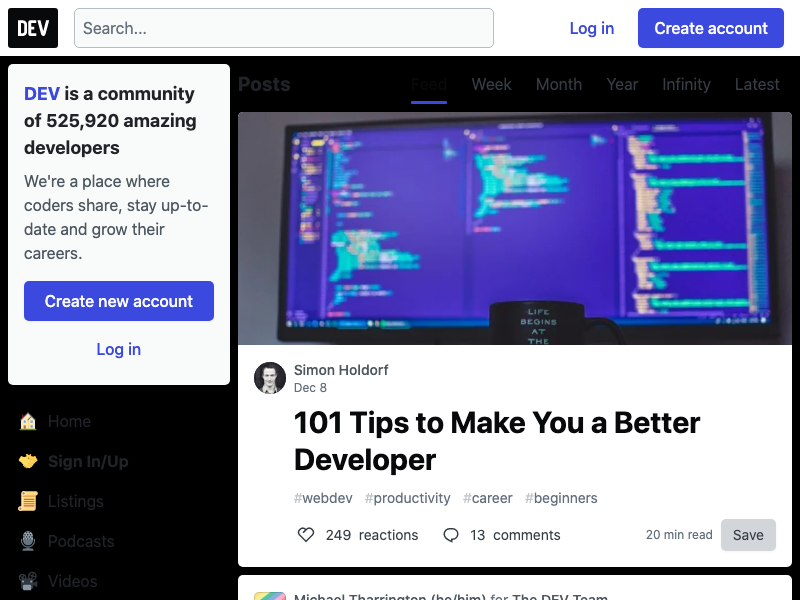 DEV
Search...
Log in
Create account
DEV is a community
of 525,920 amazing
developers
We're a place where
coders share, stay up-to-
date and grow their
careers.
Create new account
Log in
Home
Sign In/Up
Listings
Podcasts
Videos
Posts
Feed Week Month Year Infinity Latest
LIFE
BEGINS
AT
THE
Simon Holdorf
Dec 8
101 Tips to Make You a Better
Developer
#webdev #productivity #career #beginners
249 reactions 13 comments 20 min read Save
Michael Tharrington (he/him) for The DEV Team